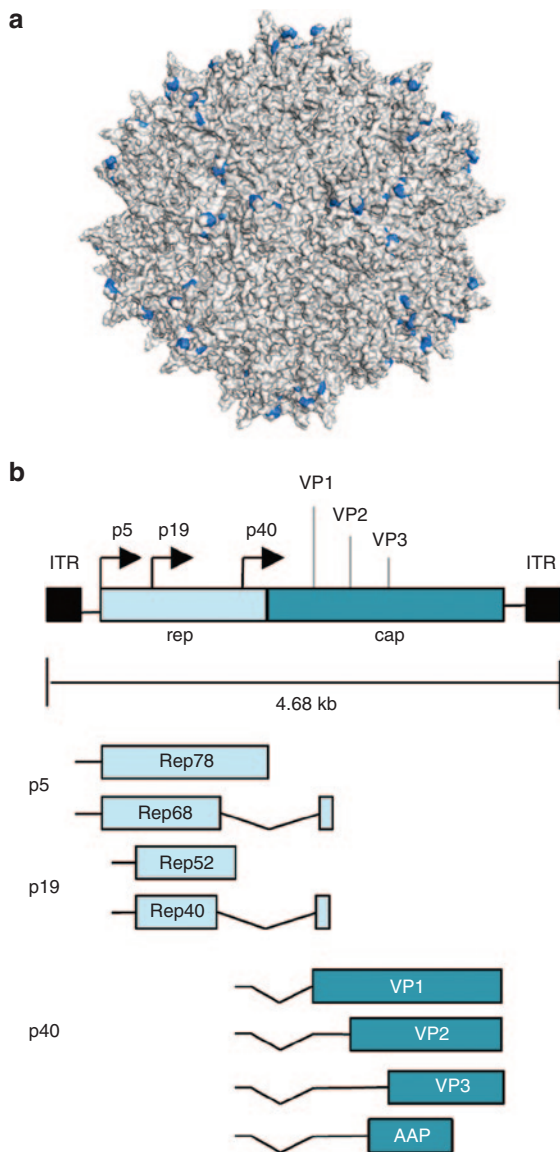 a
b
VP1
VP2
VP3
p5 p19 p40
ITR ITR
rep cap
4.68 kb
Rep78
p5
Rep68
Rep52
p19
Rep40
VP1
p40
VP2
VP3
AAP